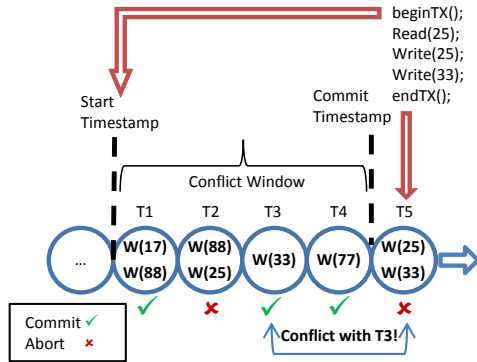 beginTX();
Read(25);
Write(25);
Write(33);
endTX();
Start
Timestamp
Commit
Timestamp
Conflict Window
T1 T2 T3 T4 T5
... W(17) W(88) W(33) W(77) W(25)
W(88) W(25) W(33)
Commit
Abort
Conflict with T3!